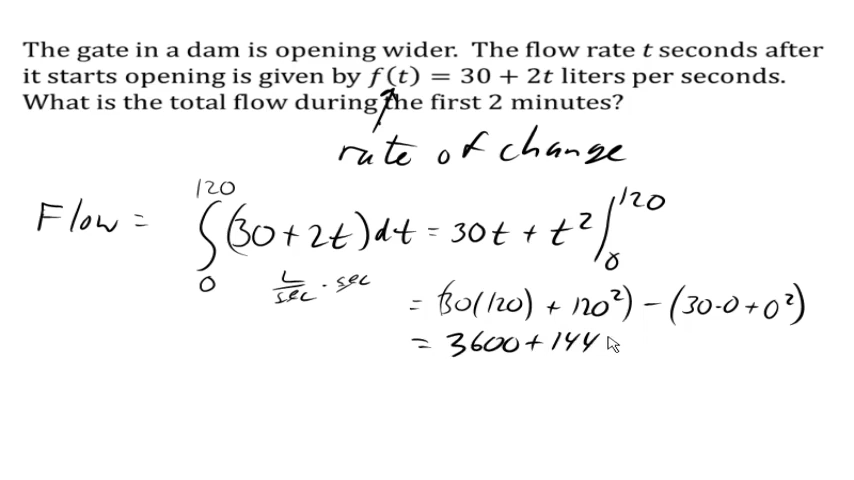 The gate in a dam is opening wider. The flow rate t seconds after
it starts opening is given by f(t) = 30 + 2t liters per seconds.
What is the total flow during the first 2 minutes?
rate of change
Flow = ∫₀¹²⁰ (30 + 2t) dt = 30t + t² |₀¹²⁰
L/sec · sec
= (30(120) + 120²) − (30·0 + 0²)
= 3600 + 144